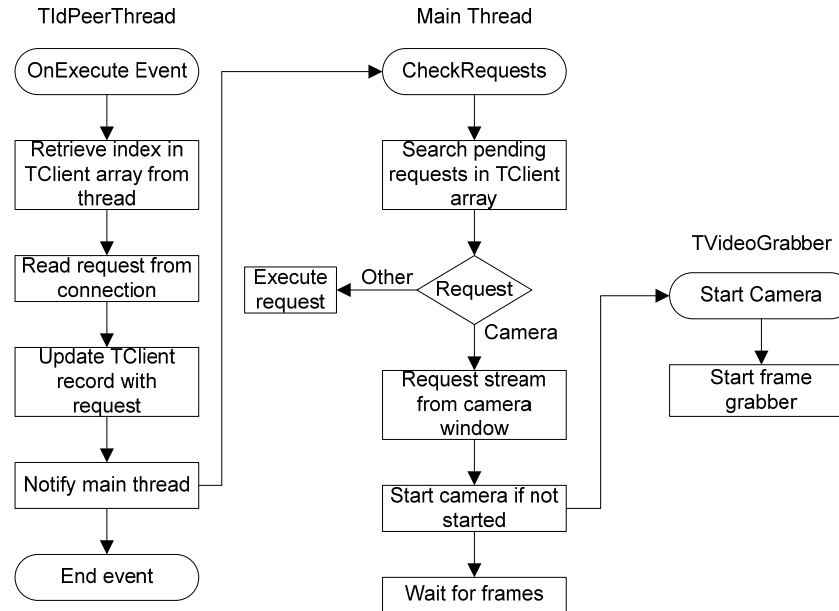 TIdPeerThread
OnExecute Event
Retrieve index in
TClient array from
thread
Read request from
connection
Update TClient
record with
request
Notify main thread
End event
Main Thread
CheckRequests
Search pending
requests in TClient
array
Request
Other
Execute
request
Camera
Request stream
from camera
window
Start camera if not
started
Wait for frames
TVideoGrabber
Start Camera
Start frame
grabber